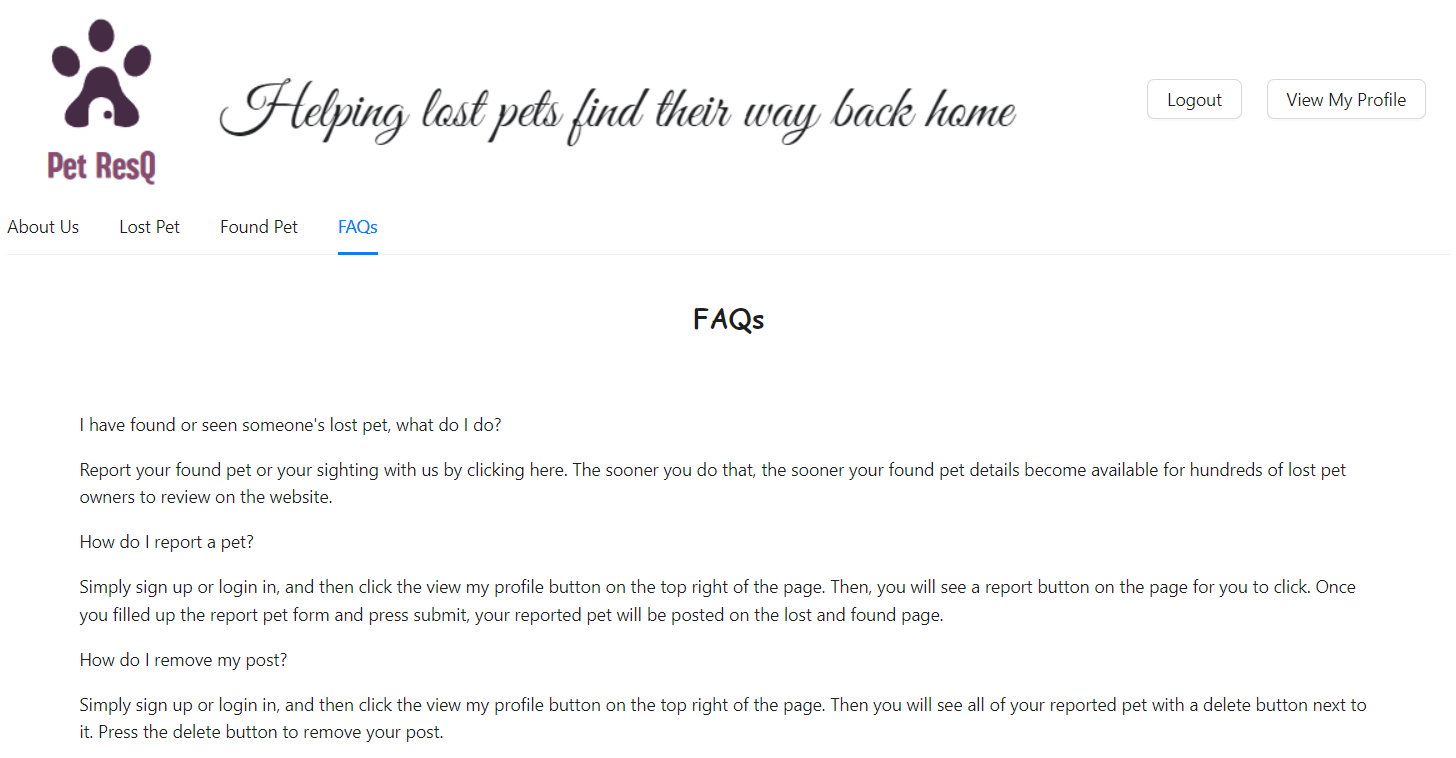 Pet ResQ
Helping lost pets find their way back home
Logout
View My Profile
About Us
Lost Pet
Found Pet
FAQs
FAQs
I have found or seen someone's lost pet, what do I do?
Report your found pet or your sighting with us by clicking here. The sooner you do that, the sooner your found pet details become available for hundreds of lost pet
owners to review on the website.
How do I report a pet?
Simply sign up or login in, and then click the view my profile button on the top right of the page. Then, you will see a report button on the page for you to click. Once
you filled up the report pet form and press submit, your reported pet will be posted on the lost and found page.
How do I remove my post?
Simply sign up or login in, and then click the view my profile button on the top right of the page. Then you will see all of your reported pet with a delete button next to
it. Press the delete button to remove your post.